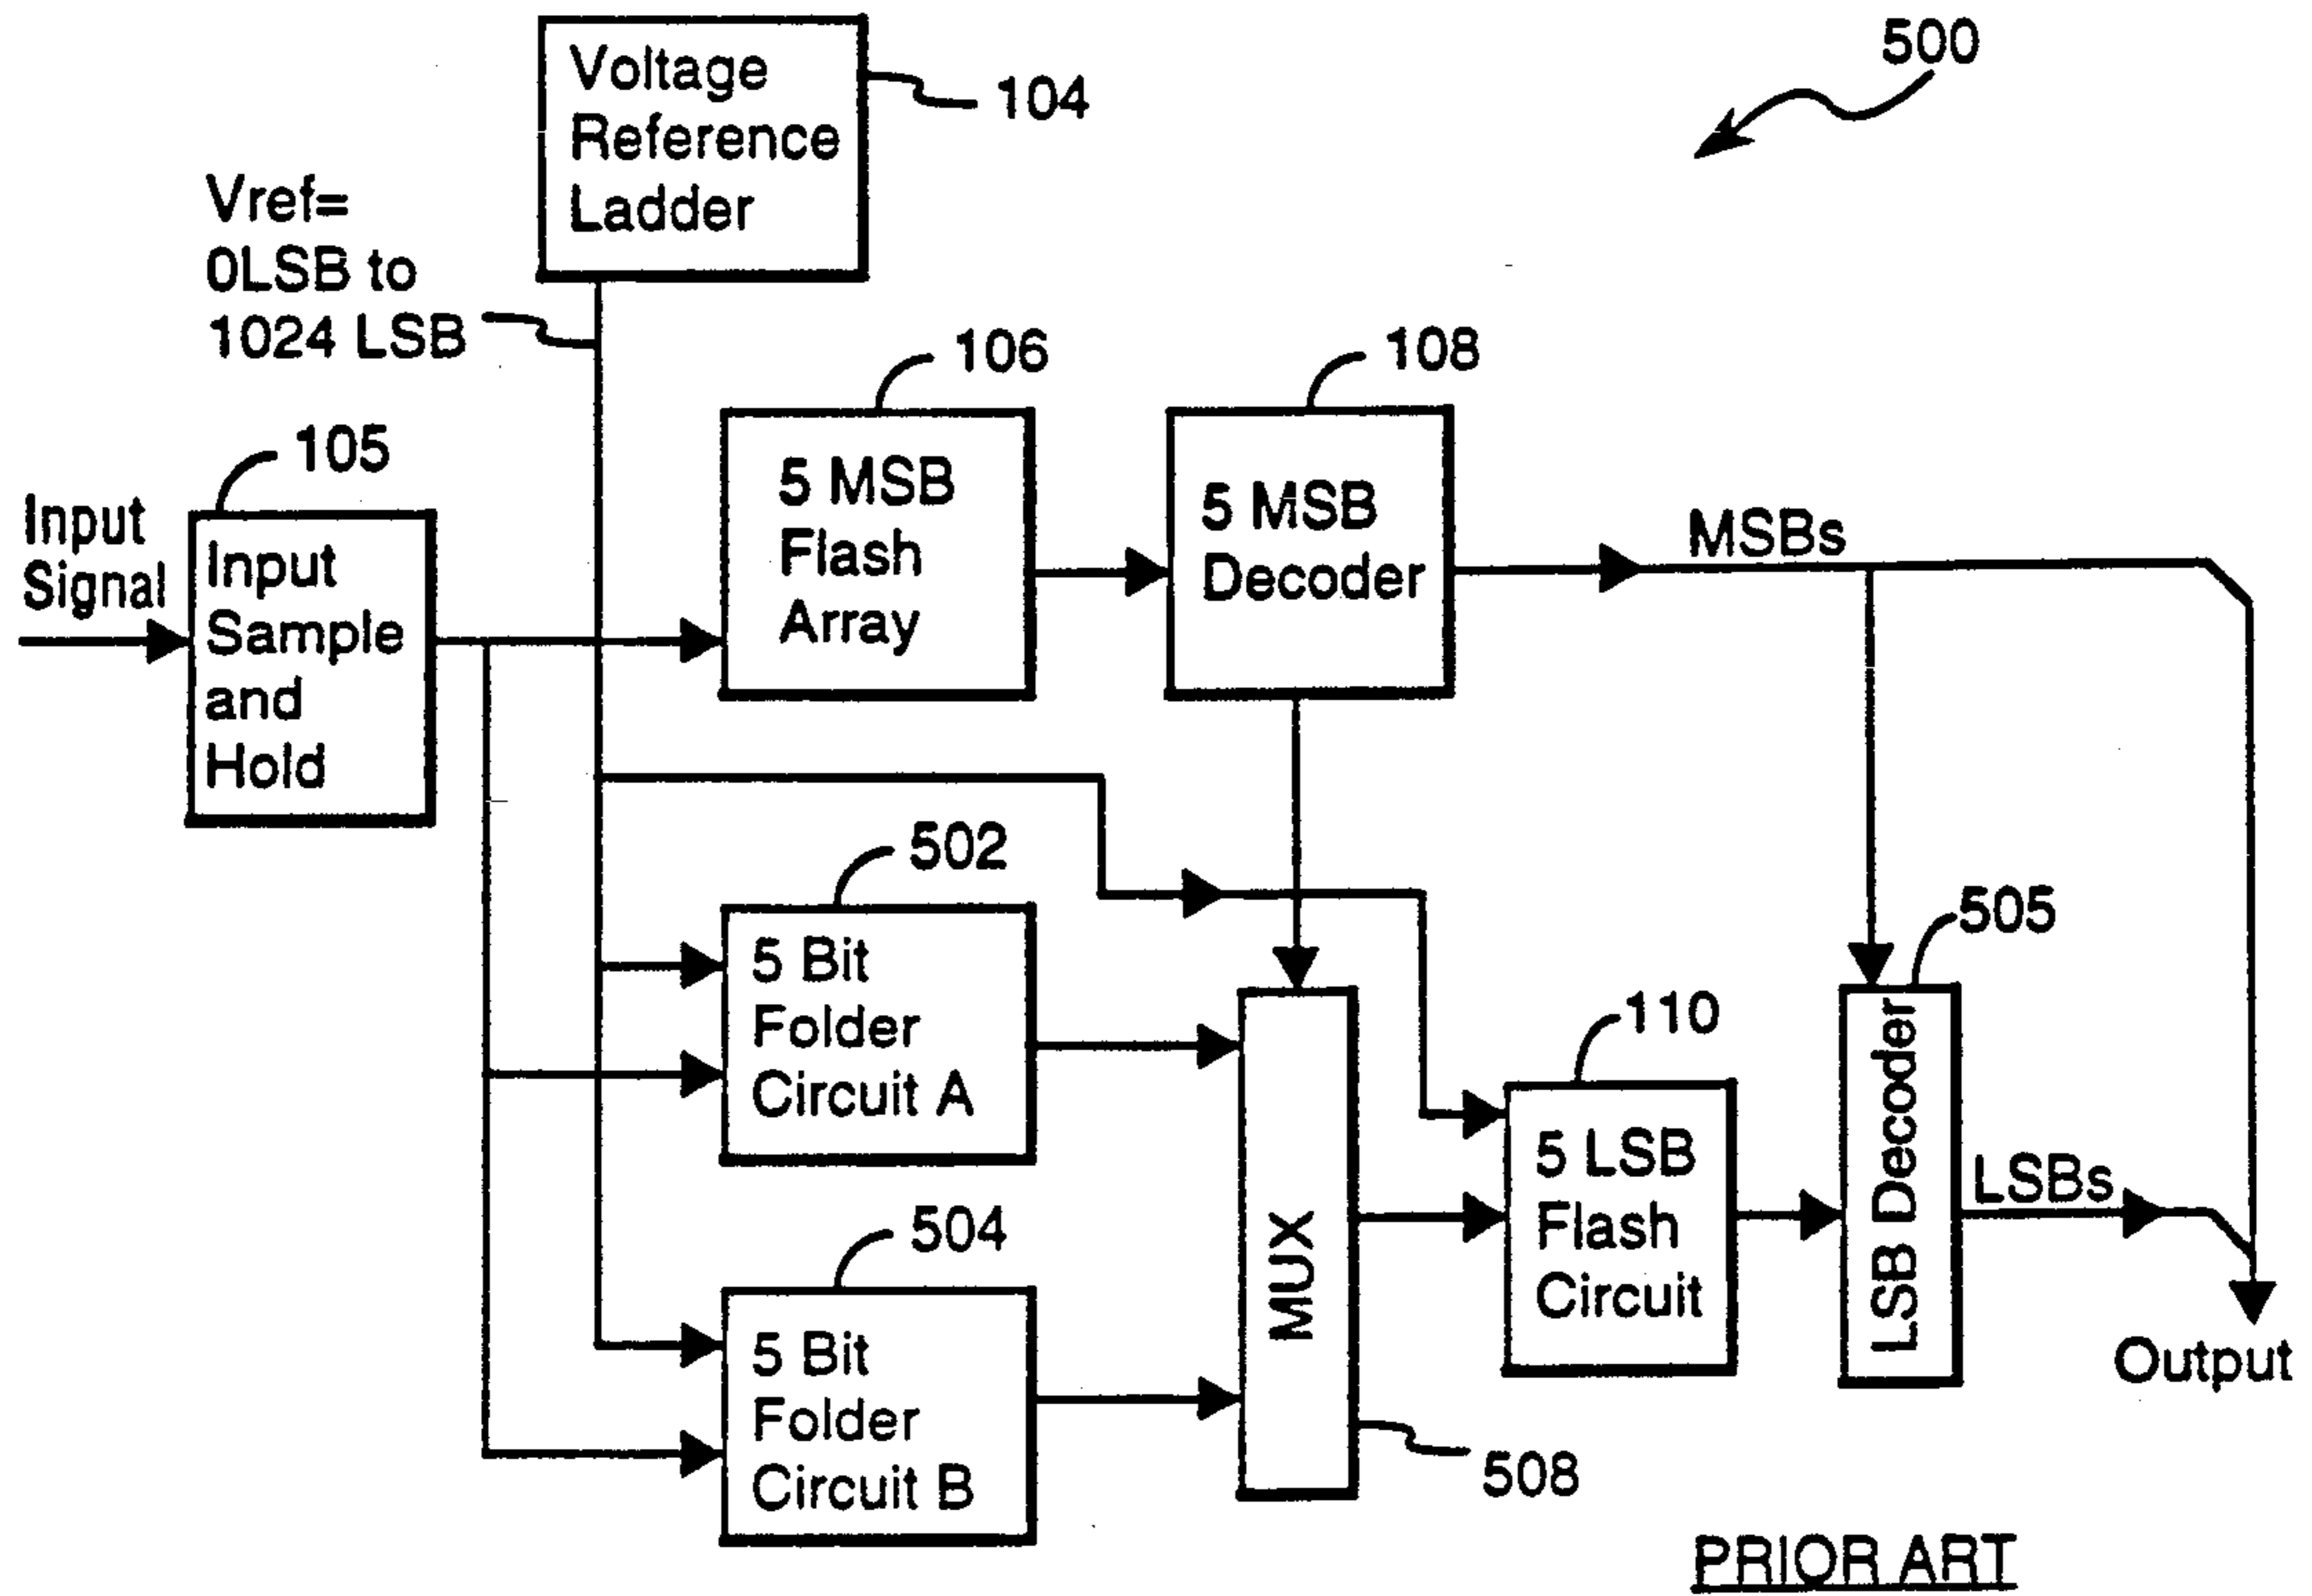 500
Voltage
Reference
Ladder
104
Vref=
0LSB to
1024 LSB
106
108
105
Input
Signal
Input
Sample
and
Hold
5 MSB
Flash
Array
5 MSB
Decoder
MSBs
502
5 Bit
Folder
Circuit A
505
110
LSB Decoder
5 LSB
Flash
Circuit
LSBs
504
5 Bit
Folder
Circuit B
MUX
508
Output
PRIOR ART